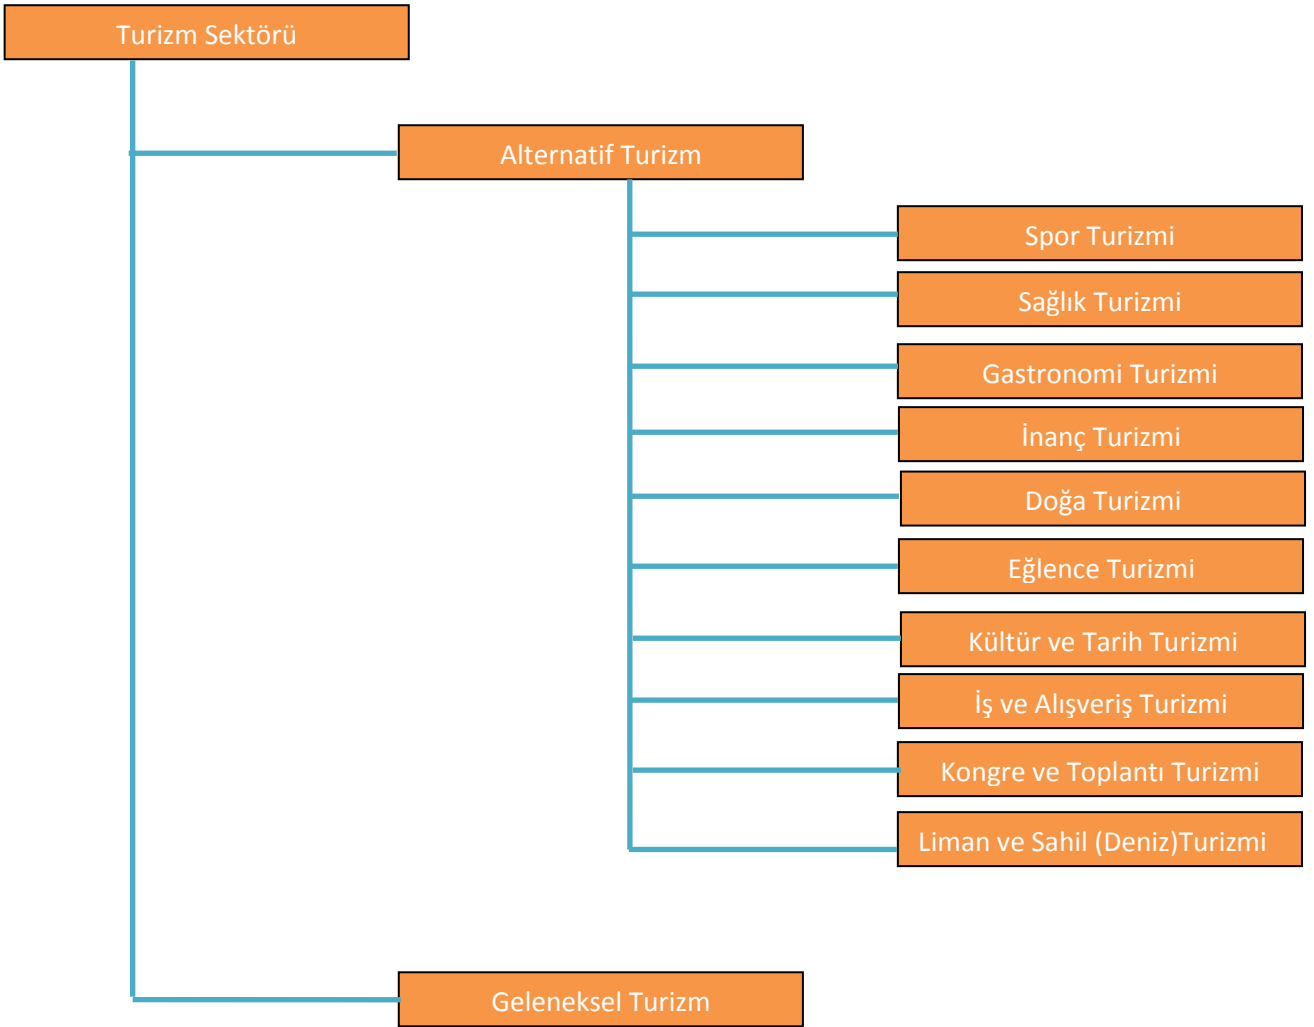 Turizm Sektörü
Alternatif Turizm
Spor Turizmi
Sağlık Turizmi
Gastronomi Turizmi
İnanç Turizmi
Doğa Turizmi
Eğlence Turizmi
Kültür ve Tarih Turizmi
İş ve Alışveriş Turizmi
Kongre ve Toplantı Turizmi
Liman ve Sahil (Deniz)Turizmi
Geleneksel Turizm